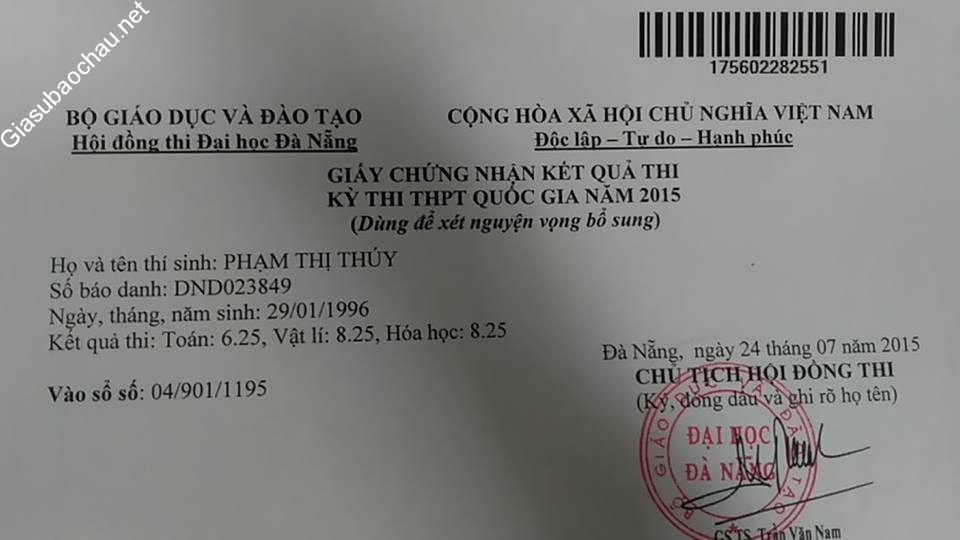 Giasubaochau.net
175602282551
BỘ GIÁO DỤC VÀ ĐÀO TẠO
Hội đồng thi Đại học Đà Nẵng
CỘNG HÒA XÃ HỘI CHỦ NGHĨA VIỆT NAM
Độc lập – Tự do – Hạnh phúc
GIẤY CHỨNG NHẬN KẾT QUẢ THI
KỲ THI THPT QUỐC GIA NĂM 2015
(Dùng để xét nguyện vọng bổ sung)
Họ và tên thí sinh: PHẠM THỊ THÚY
Số báo danh: DND023849
Ngày, tháng, năm sinh: 29/01/1996
Kết quả thi: Toán: 6.25, Vật lí: 8.25, Hóa học: 8.25
Vào sổ số: 04/901/1195
Đà Nẵng, ngày 24 tháng 07 năm 2015
CHỦ TỊCH HỘI ĐỒNG THI
(Ký, đóng dấu và ghi rõ họ tên)
BỘ GIÁO DỤC VÀ ĐÀO TẠO
ĐẠI HỌC
ĐÀ NẴNG
GS.TS. Trần Văn Nam